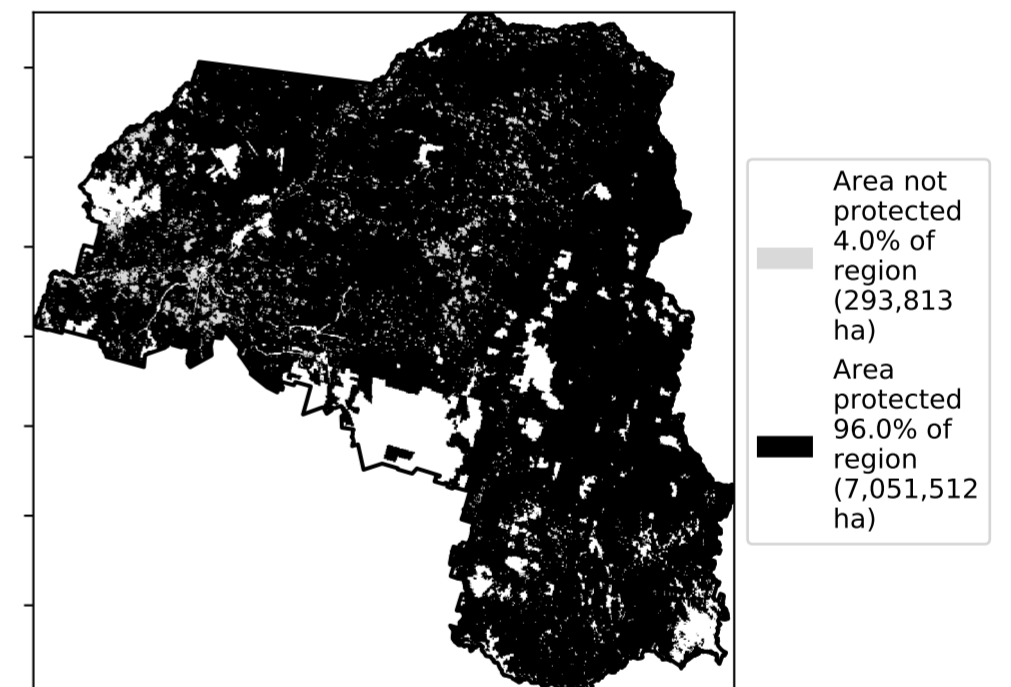 Area not
protected
4.0% of
region
(293,813
ha)
Area
protected
96.0% of
region
(7,051,512
ha)